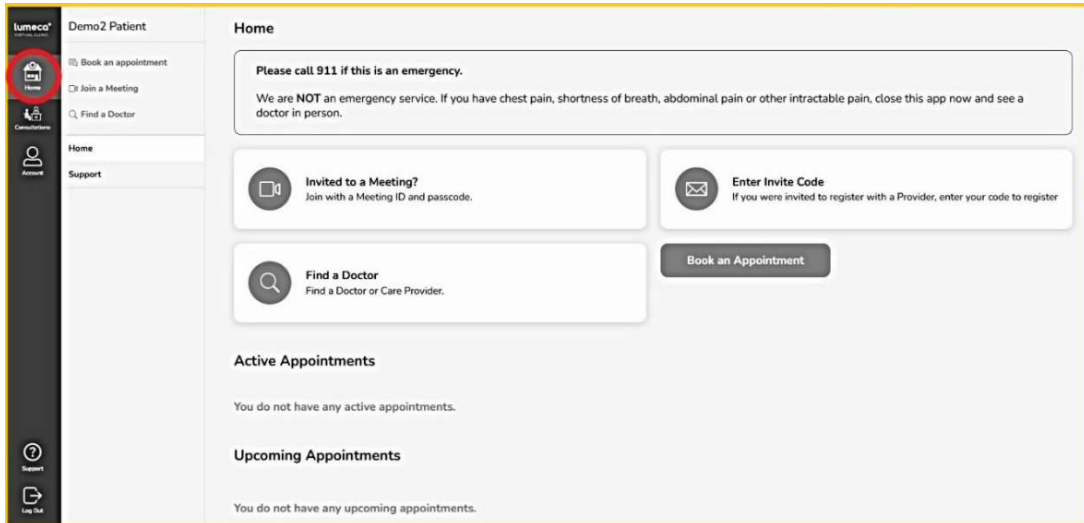 lumeca
VIRTUAL CLINIC
Home
Consultations
Account
Support
Log Out
Demo2 Patient
Book an appointment
Join a Meeting
Find a Doctor
Home
Support
Home
Please call 911 if this is an emergency.
We are NOT an emergency service. If you have chest pain, shortness of breath, abdominal pain or other intractable pain, close this app now and see a
doctor in person.
Invited to a Meeting?
Join with a Meeting ID and passcode.
Enter Invite Code
If you were invited to register with a Provider, enter your code to register
Find a Doctor
Find a Doctor or Care Provider.
Book an Appointment
Active Appointments
You do not have any active appointments.
Upcoming Appointments
You do not have any upcoming appointments.